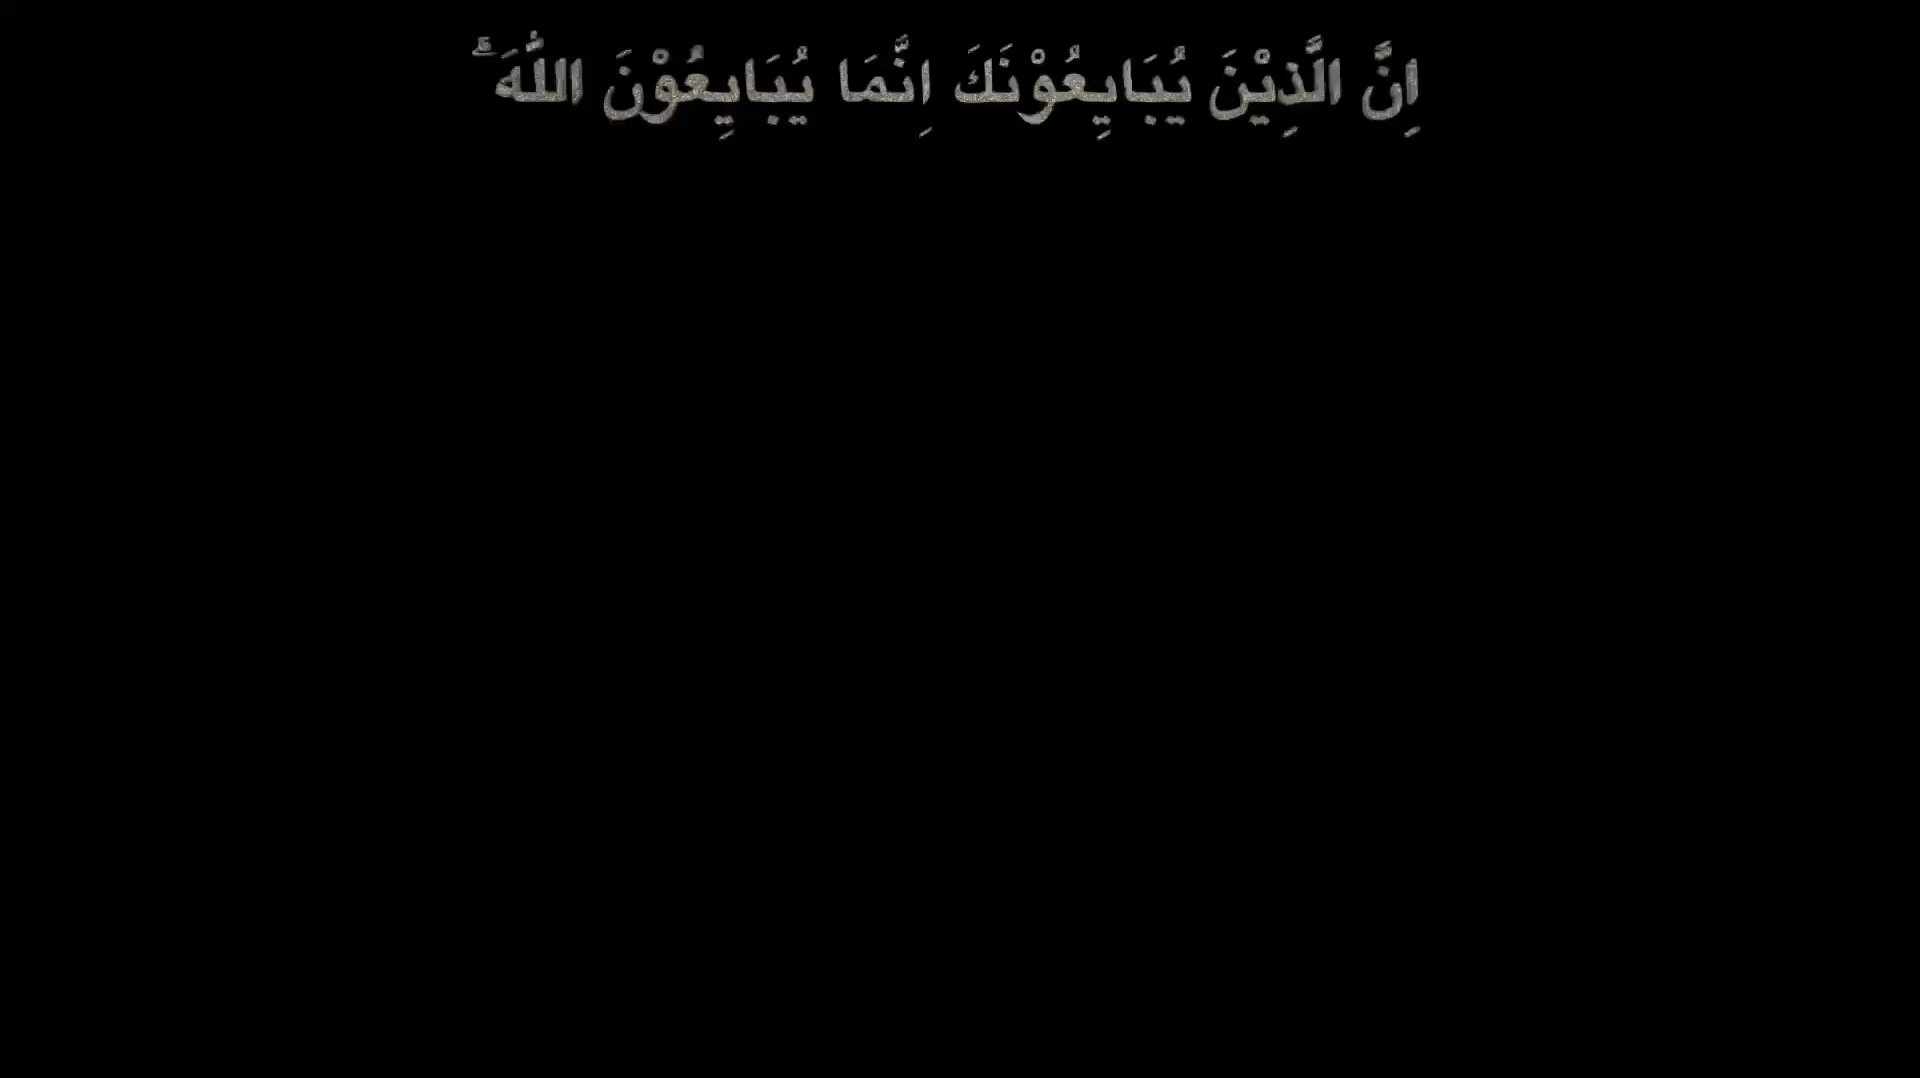 اِنَّ الَّذِيْنَ يُبَايِعُوْنَكَ اِنَّمَا يُبَايِعُوْنَ اللّٰهَ ۚ